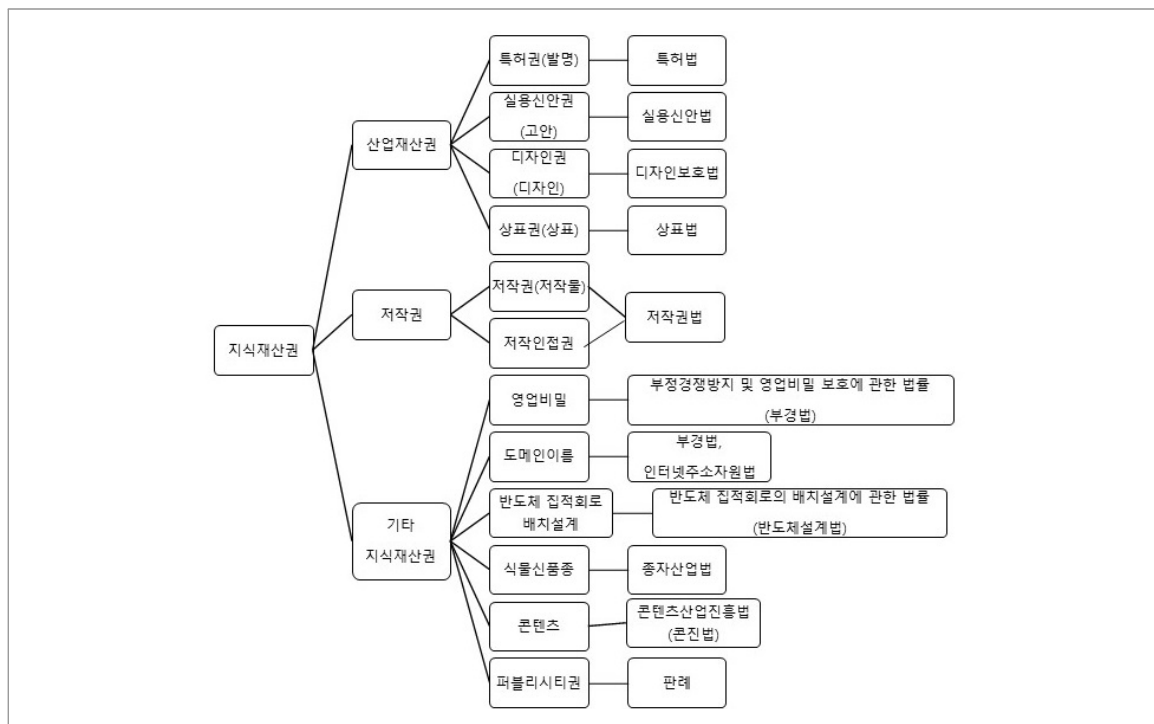 지식재산권
산업재산권
특허권(발명)
특허법
실용신안권
(고안)
실용신안법
디자인권
(디자인)
디자인보호법
상표권(상표)
상표법
저작권
저작권(저작물)
저작인접권
저작권법
기타
지식재산권
영업비밀
부정경쟁방지 및 영업비밀 보호에 관한 법률
(부경법)
도메인이름
부경법,
인터넷주소자원법
반도체 집적회로
배치설계
반도체 집적회로의 배치설계에 관한 법률
(반도체설계법)
식물신품종
종자산업법
콘텐츠
콘텐츠산업진흥법
(콘진법)
퍼블리시티권
판례